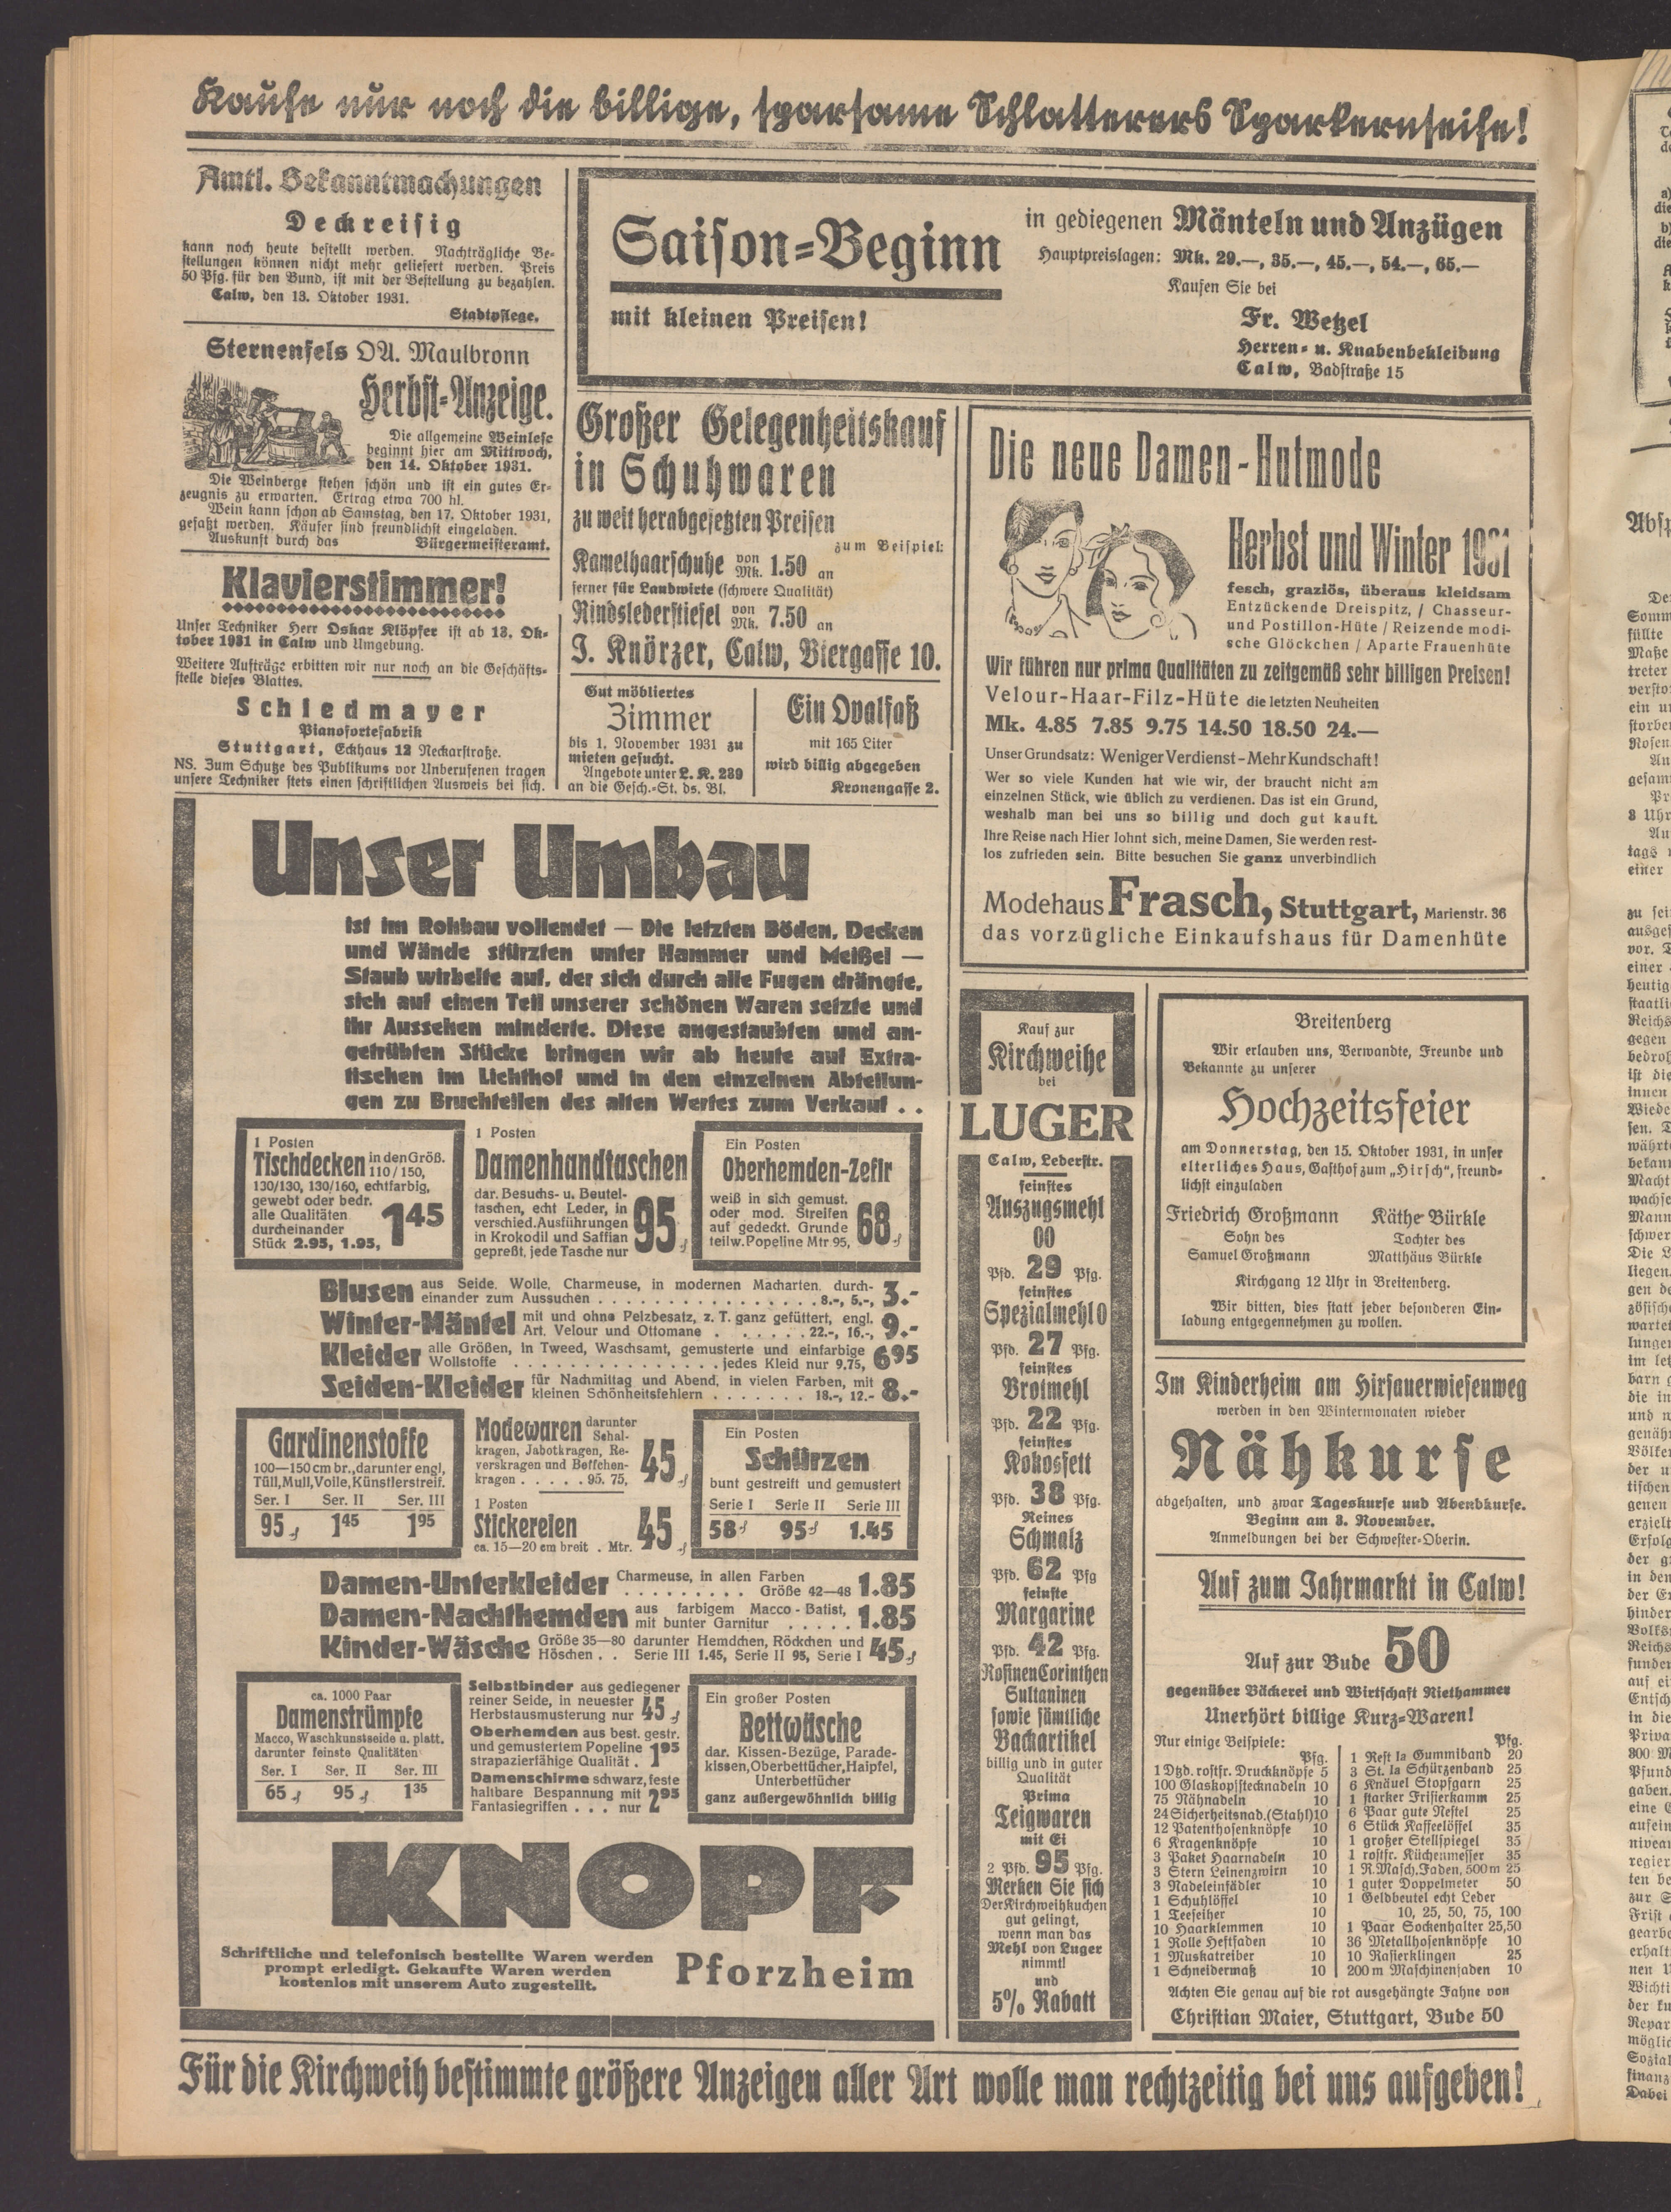 Kaufe nur noch die billige, sparsame Schlatterers Sparkernseife!
Amtl. Bekanntmachungen
Deckreisig
kann noch heute bestellt werden. Nachträgliche Be-
stellungen können nicht mehr geliefert werden. Preis
50 Pfg. für den Bund, ist mit der Bestellung zu bezahlen.
Calw, den 13. Oktober 1931.
Stadtpflege.
Sternenfels OA. Maulbronn
Herbst-Anzeige.
Die allgemeine Weinlese
beginnt hier am Mittwoch,
den 14. Oktober 1931.
Die Weinberge stehen schön und ist ein gutes Er-
zeugnis zu erwarten. Ertrag etwa 700 hl.
Wein kann schon ab Samstag, den 17. Oktober 1931,
gefaßt werden. Käufer sind freundlichst eingeladen.
Auskunft durch das Bürgermeisteramt.
Klavierstimmer!
Unser Techniker Herr Oskar Klöpfer ist ab 13. Ok-
tober 1931 in Calw und Umgebung.
Weitere Aufträge erbitten wir nur noch an die Geschäfts-
stelle dieses Blattes.
Schiedmayer
Pianofortefabrik
Stuttgart, Eckhaus 12 Neckarstraße.
NS. Zum Schutze des Publikums vor Unberufenen tragen
unsere Techniker stets einen schriftlichen Ausweis bei sich.
Saison-Beginn
mit kleinen Preisen!
in gediegenen Mänteln und Anzügen
Hauptpreislagen: Mk. 29.—, 35.—, 45.—, 54.—, 65.—
Kaufen Sie bei
Fr. Wetzel
Herren- u. Knabenbekleidung
Calw, Badstraße 15
Großer Gelegenheitskauf
in Schuhwaren
zu weit herabgesetzten Preisen
zum Beispiel:
Kamelhaarschuhe von Mk. 1.50 an
ferner für Landwirte (schwere Qualität)
Rindslederstiefel von Mk. 7.50 an
J. Knörzer, Calw, Biergasse 10.
Gut möbliertes
Zimmer
bis 1. November 1931 zu
mieten gesucht.
Angebote unter L. K. 239
an die Gesch.-St. ds. Bl.
Ein Ovalfaß
mit 165 Liter
wird billig abgegeben
Kronengasse 2.
Die neue Damen-Hutmode
Herbst und Winter 1931
fesch, graziös, überaus kleidsam
Entzückende Dreispitz, / Chasseur-
und Postillon-Hüte / Reizende modi-
sche Glöckchen / Aparte Frauenhüte
Wir führen nur prima Qualitäten zu zeitgemäß sehr billigen Preisen!
Velour-Haar-Filz-Hüte die letzten Neuheiten
Mk. 4.85 7.85 9.75 14.50 18.50 24.—
Unser Grundsatz: Weniger Verdienst - Mehr Kundschaft!
Wer so viele Kunden hat wie wir, der braucht nicht am
einzelnen Stück, wie üblich zu verdienen. Das ist ein Grund,
weshalb man bei uns so billig und doch gut kauft.
Ihre Reise nach Hier lohnt sich, meine Damen, Sie werden rest-
los zufrieden sein. Bitte besuchen Sie ganz unverbindlich
Modehaus Frasch, Stuttgart, Marienstr. 36
das vorzügliche Einkaufshaus für Damenhüte
Unser Umbau
ist im Rohbau vollendet — Die letzten Böden, Decken
und Wände stürzten unter Hammer und Meißel —
Staub wirbelte auf, der sich durch alle Fugen drängte,
sich auf einen Teil unserer schönen Waren setzte und
ihr Aussehen minderte. Diese angestaubten und an-
getrübten Stücke bringen wir ab heute auf Extra-
tischen im Lichthof und in den einzelnen Abteilun-
gen zu Bruchteilen des alten Wertes zum Verkauf . .
1 Posten
Tischdecken in den Größ. 110/150,
130/130, 130/160, echtfarbig,
gewebt oder bedr.
alle Qualitäten
durcheinander
Stück 2.95, 1.95, 1 45
1 Posten
Damenhandtaschen
dar. Besuchs- u. Beutel-
taschen, echt Leder, in
verschied. Ausführungen
in Krokodil und Saffian
gepreßt, jede Tasche nur 95 ₰
Ein Posten
Oberhemden-Zefir
weiß in sich gemust.
oder mod. Streifen
auf gedeckt. Grunde
teilw. Popeline Mtr 95, 68 ₰
Blusen aus Seide, Wolle, Charmeuse, in modernen Macharten, durch-
einander zum Aussuchen . . . 8.-, 5.-, 3.-
Winter-Mäntel mit und ohne Pelzbesatz, z. T. ganz gefüttert, engl.
Art, Velour und Ottomane . . . 22.-, 16.-, 9.-
Kleider alle Größen, in Tweed, Waschsamt, gemusterte und einfarbige
Wollstoffe . . . jedes Kleid nur 9.75, 6 95
Seiden-Kleider für Nachmittag und Abend, in vielen Farben, mit
kleinen Schönheitsfehlern . . . 18.-, 12.- 8.-
Gardinenstoffe
100—150 cm br., darunter engl.
Tüll, Mull, Voile, Künstlerstreif.
Ser. I Ser. II Ser. III
95 ₰ 1 45 1 95
Modewaren darunter Schal-
kragen, Jabotkragen, Re-
verskragen und Beffchen-
kragen . . . . . 95, 75, 45 ₰
1 Posten
Stickereien
ca. 15—20 cm breit . Mtr. 45 ₰
Ein Posten
Schürzen
bunt gestreift und gemustert
Serie I Serie II Serie III
58 ₰ 95 ₰ 1.45
Damen-Unterkleider Charmeuse, in allen Farben
. . . Größe 42—48 1.85
Damen-Nachthemden aus farbigem Macco-Batist,
mit bunter Garnitur . . . . . 1.85
Kinder-Wäsche Größe 35—80 darunter Hemdchen, Röckchen und
Höschen . . Serie III 1.45, Serie II 95, Serie I 45 ₰
ca. 1000 Paar
Damenstrümpfe
Macco, Waschkunstseide u. platt.
darunter feinste Qualitäten
Ser. I Ser. II Ser. III
65 ₰ 95 ₰ 1 35
Selbstbinder aus gediegener
reiner Seide, in neuester
Herbstausmusterung nur 45 ₰
Oberhemden aus best. gestr.
und gemustertem Popeline
strapazierfähige Qualität . 1 95
Damenschirme schwarz, feste
haltbare Bespannung mit
Fantasiegriffen . . . nur 2 95
Ein großer Posten
Bettwäsche
dar. Kissen-Bezüge, Parade-
kissen, Oberbettücher, Haipfel,
Unterbettücher
ganz außergewöhnlich billig
KNOPF
Schriftliche und telefonisch bestellte Waren werden
prompt erledigt. Gekaufte Waren werden
kostenlos mit unserem Auto zugestellt.
Pforzheim
Kauf zur
Kirchweihe
bei
LUGER
Calw, Lederstr.
feinstes
Auszugsmehl
00
Pfd. 29 Pfg.
feinstes
Spezialmehl 0
Pfd. 27 Pfg.
feinstes
Brotmehl
Pfd. 22 Pfg.
feinstes
Kokosfett
Pfd. 38 Pfg.
Reines
Schmalz
Pfd. 62 Pfg
feinste
Margarine
Pfd. 42 Pfg.
Rosinen Corinthen
Sultaninen
sowie sämtliche
Backartikel
billig und in guter
Qualität
Prima
Teigwaren
mit Ei
2 Pfd. 95 Pfg.
Merken Sie sich
Der Kirchweihkuchen
gut gelingt,
wenn man das
Mehl von Luger
nimmt!
und
5% Rabatt
Breitenberg
Wir erlauben uns, Verwandte, Freunde und
Bekannte zu unserer
Hochzeitsfeier
am Donnerstag, den 15. Oktober 1931, in unser
elterliches Haus, Gasthof zum „Hirsch“, freund-
lichst einzuladen
Friedrich Großmann
Sohn des
Samuel Großmann
Käthe Bürkle
Tochter des
Matthäus Bürkle
Kirchgang 12 Uhr in Breitenberg.
Wir bitten, dies statt jeder besonderen Ein-
ladung entgegennehmen zu wollen.
Im Kinderheim am Hirsauerwiesenweg
werden in den Wintermonaten wieder
Nähkurse
abgehalten, und zwar Tageskurse und Abendkurse.
Beginn am 3. November.
Anmeldungen bei der Schwester-Oberin.
Auf zum Jahrmarkt in Calw!
Auf zur Bude 50
gegenüber Bäckerei und Wirtschaft Niethammer
Unerhört billige Kurz-Waren!
Nur einige Beispiele:
Pfg.
1 Dtzd. rostfr. Druckknöpfe 5
100 Glaskopfstecknadeln 10
75 Nähnadeln 10
24 Sicherheitsnad. (Stahl) 10
12 Patenthosenknöpfe 10
6 Kragenknöpfe 10
3 Paket Haarnadeln 10
3 Stern Leinenzwirn 10
3 Nadeleinfädler 10
1 Schuhlöffel 10
1 Teeseiher 10
10 Haarklemmen 10
1 Rolle Heftfaden 10
1 Muskatreiber 10
1 Schneidermaß 10
Pfg.
1 Rest Ia Gummiband 20
3 St. Ia Schürzenband 25
6 Knäuel Stopfgarn 25
1 starker Frisierkamm 25
6 Paar gute Nestel 25
6 Stück Kaffeelöffel 35
1 großer Stellspiegel 35
1 rostfr. Küchenmesser 35
1 R. Masch. Faden, 500 m 25
1 guter Doppelmeter 50
1 Geldbeutel echt Leder
10, 25, 50, 75, 100
1 Paar Sockenhalter 25, 50
36 Metallhosenknöpfe 10
10 Rasierklingen 25
200 m Maschinenfaden 10
Achten Sie genau auf die rot ausgehängte Fahne von
Christian Maier, Stuttgart, Bude 50
Für die Kirchweih bestimmte größere Anzeigen aller Art wolle man rechtzeitig bei uns aufgeben!